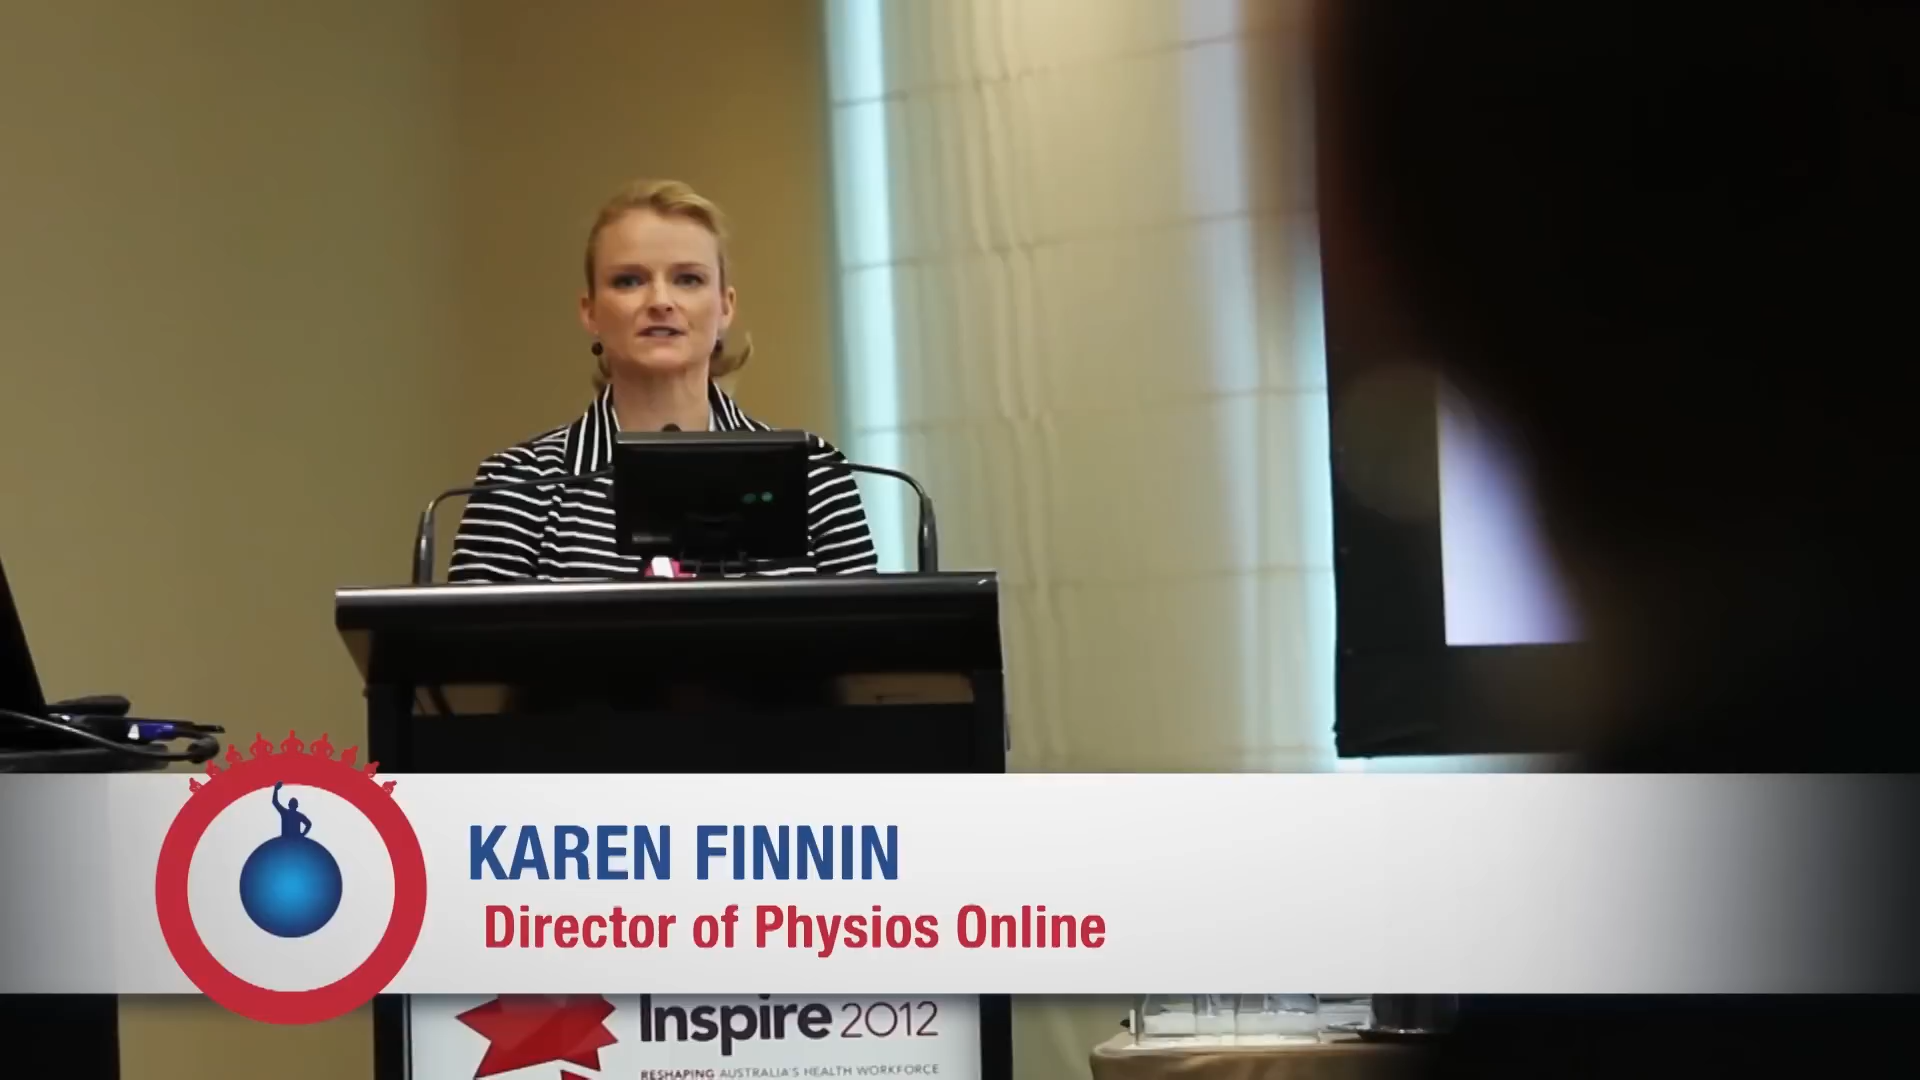 KAREN FINNIN
Director of Physios Online
Inspire 2012
RESHAPING AUSTRALIA'S HEALTH WORKFORCE